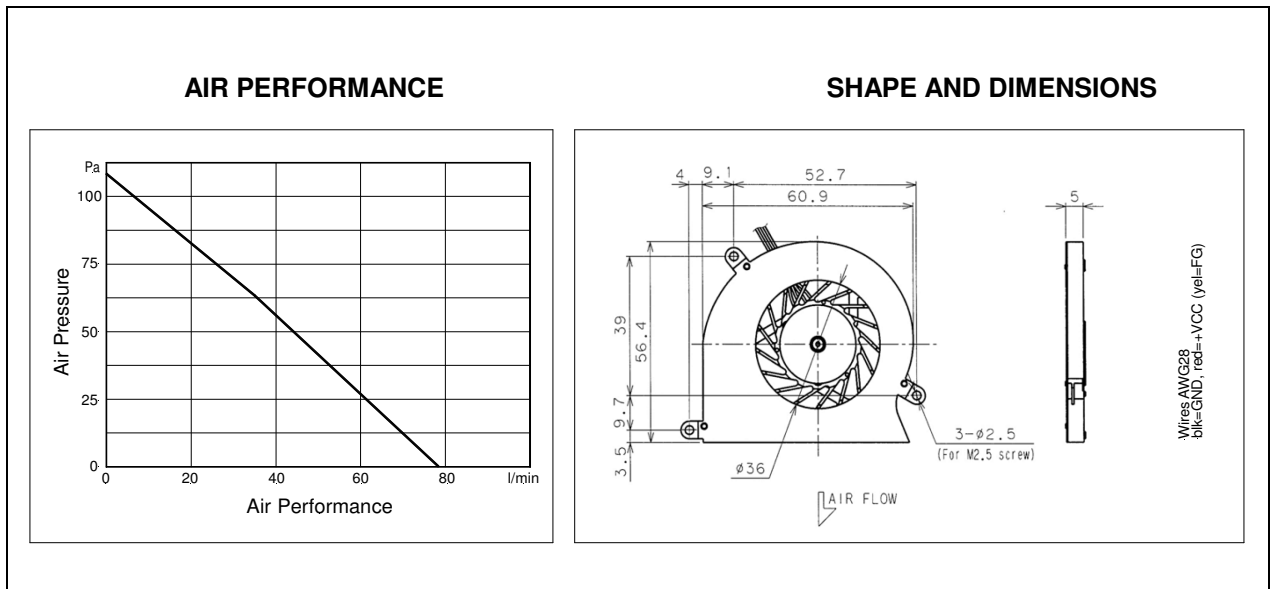 AIR PERFORMANCE
Pa
100
75
50
25
0
0 20 40 60 80 l/min
Air Pressure
Air Performance
SHAPE AND DIMENSIONS
4 9.1 52.7
60.9
5
39
56.4
9.7
3.5
ø36
3-ø2.5
(For M2.5 screw)
AIR FLOW
Wires AWG28
blk=GND, red=+VCC (yel=FG)